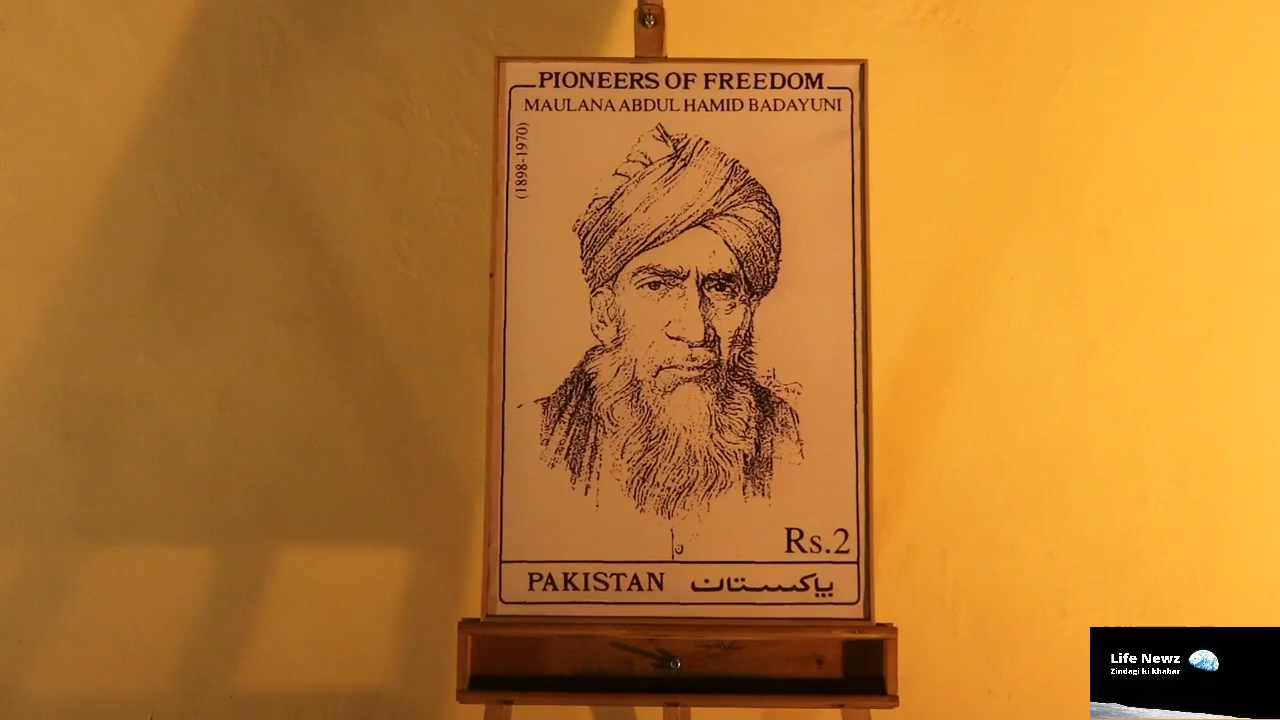 PIONEERS OF FREEDOM
MAULANA ABDUL HAMID BADAYUNI
(1898-1970)
Rs.2
PAKISTAN پاکستان
Life Newz
Zindagi ki khabar